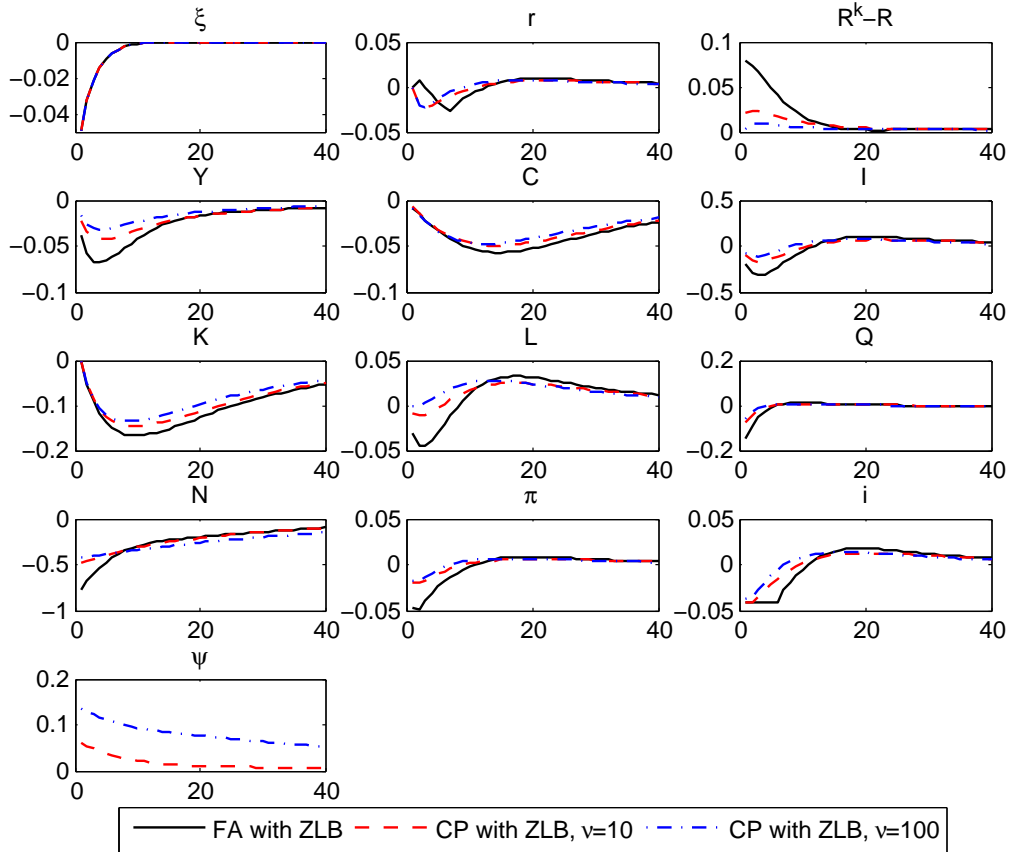 ξ r R^k−R
0 0.05 0.1
−0.02 0 0.05
−0.04 −0.05 0
0 20 40 0 20 40 0 20 40
Y C I
0 0 0.5
−0.05 −0.05 0
−0.1 −0.1 −0.5
0 20 40 0 20 40 0 20 40
K L Q
0 0.05 0.2
−0.1 0 0
−0.2 −0.05 −0.2
0 20 40 0 20 40 0 20 40
N π i
0 0.05 0.05
−0.5 0 0
−1 −0.05 −0.05
0 20 40 0 20 40 0 20 40
ψ
0.2
0.1
0
0 20 40
FA with ZLB CP with ZLB, ν=10 CP with ZLB, ν=100